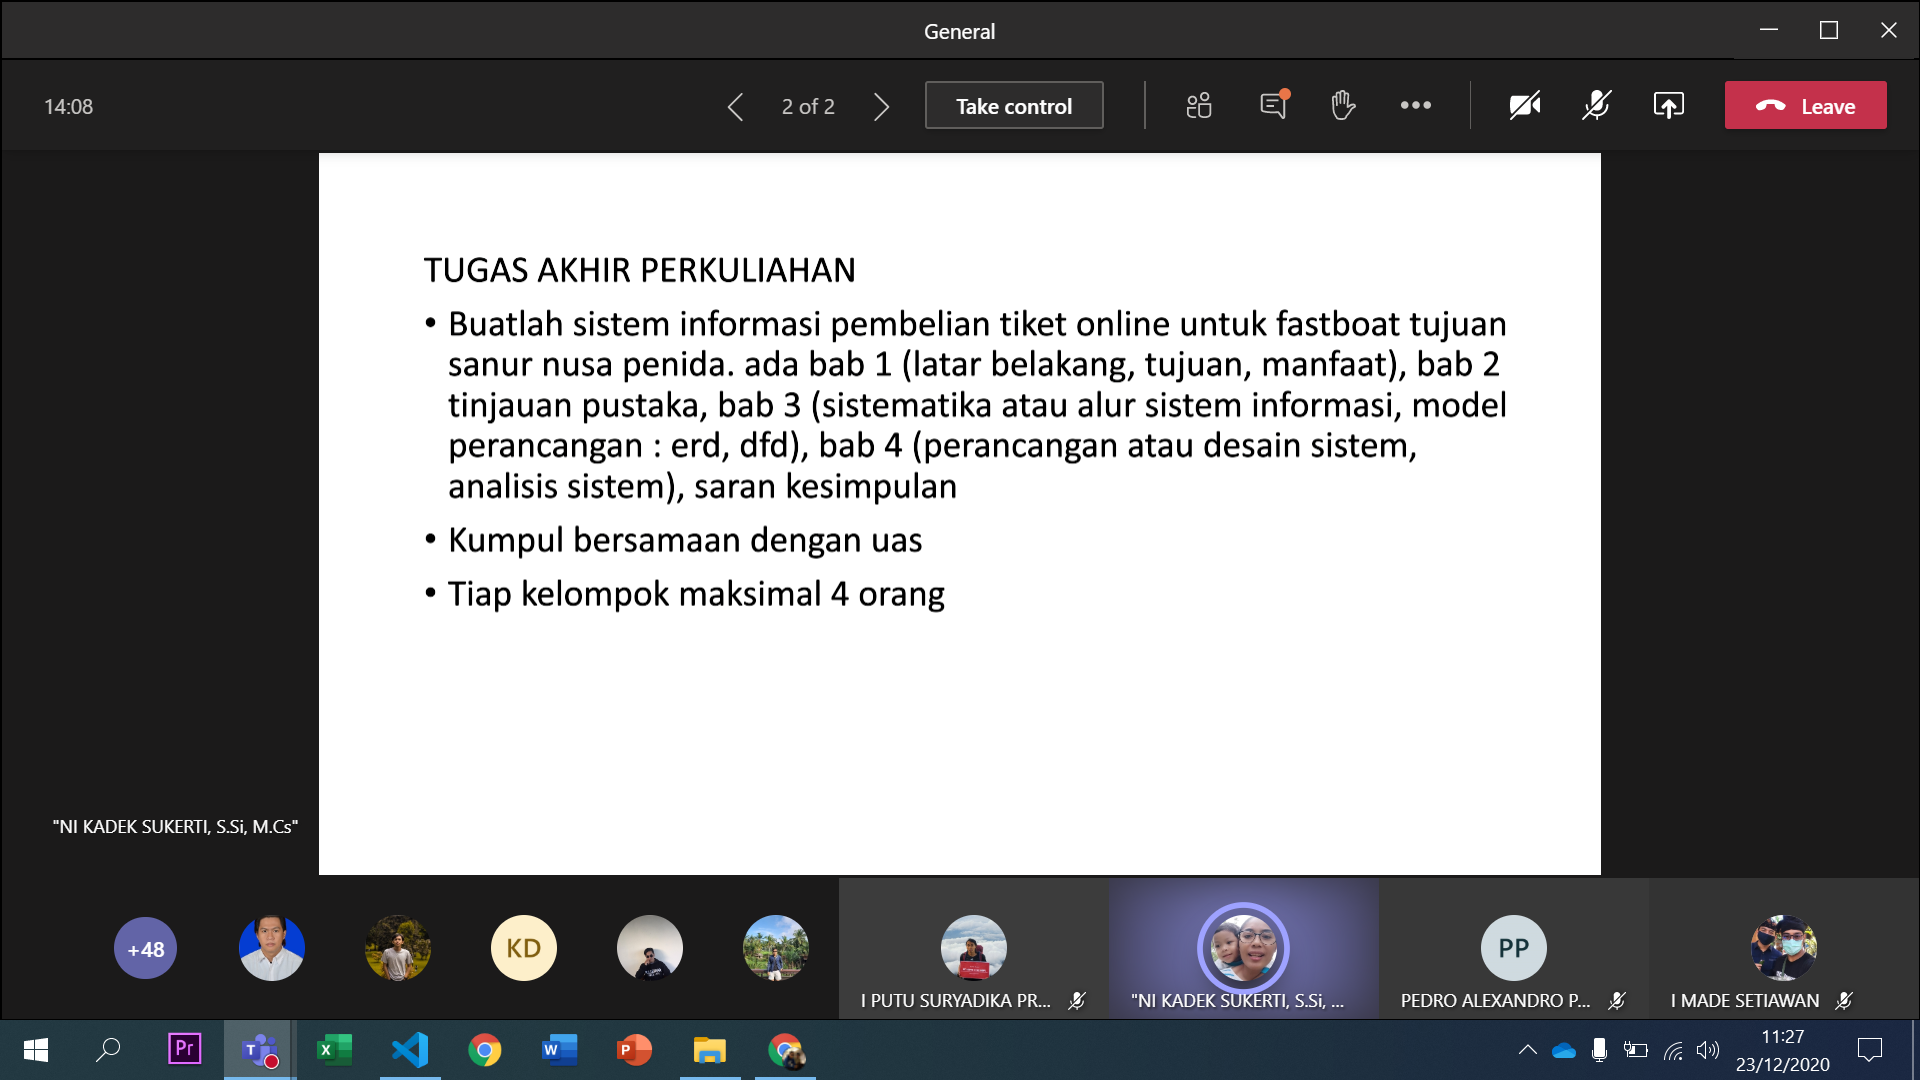 General
14:08
2 of 2
Take control
Leave
TUGAS AKHIR PERKULIAHAN
• Buatlah sistem informasi pembelian tiket online untuk fastboat tujuan
sanur nusa penida. ada bab 1 (latar belakang, tujuan, manfaat), bab 2
tinjauan pustaka, bab 3 (sistematika atau alur sistem informasi, model
perancangan : erd, dfd), bab 4 (perancangan atau desain sistem,
analisis sistem), saran kesimpulan
• Kumpul bersamaan dengan uas
• Tiap kelompok maksimal 4 orang
"NI KADEK SUKERTI, S.Si, M.Cs"
+48
KD
PP
I PUTU SURYADIKA PR...
"NI KADEK SUKERTI, S.Si, ...
PEDRO ALEXANDRO P...
I MADE SETIAWAN
Pr
T
X
W
P
11:27
23/12/2020